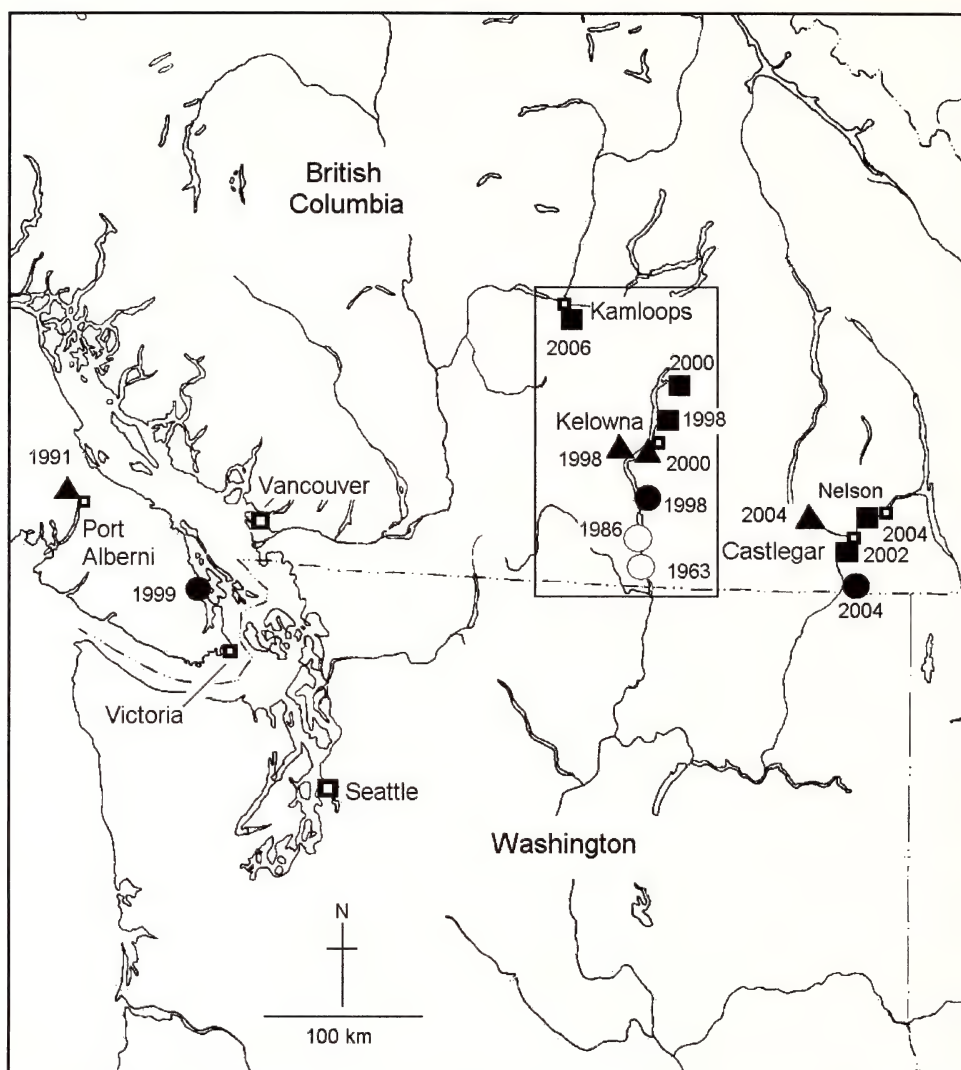 British
Columbia
Kamloops
2006
2000
Kelowna
1998
1998
2000
1991
Vancouver
Port
Alberni
1998
1986
1963
Nelson
2004
2004
Castlegar
2002
2004
1999
Victoria
Seattle
Washington
N
100 km